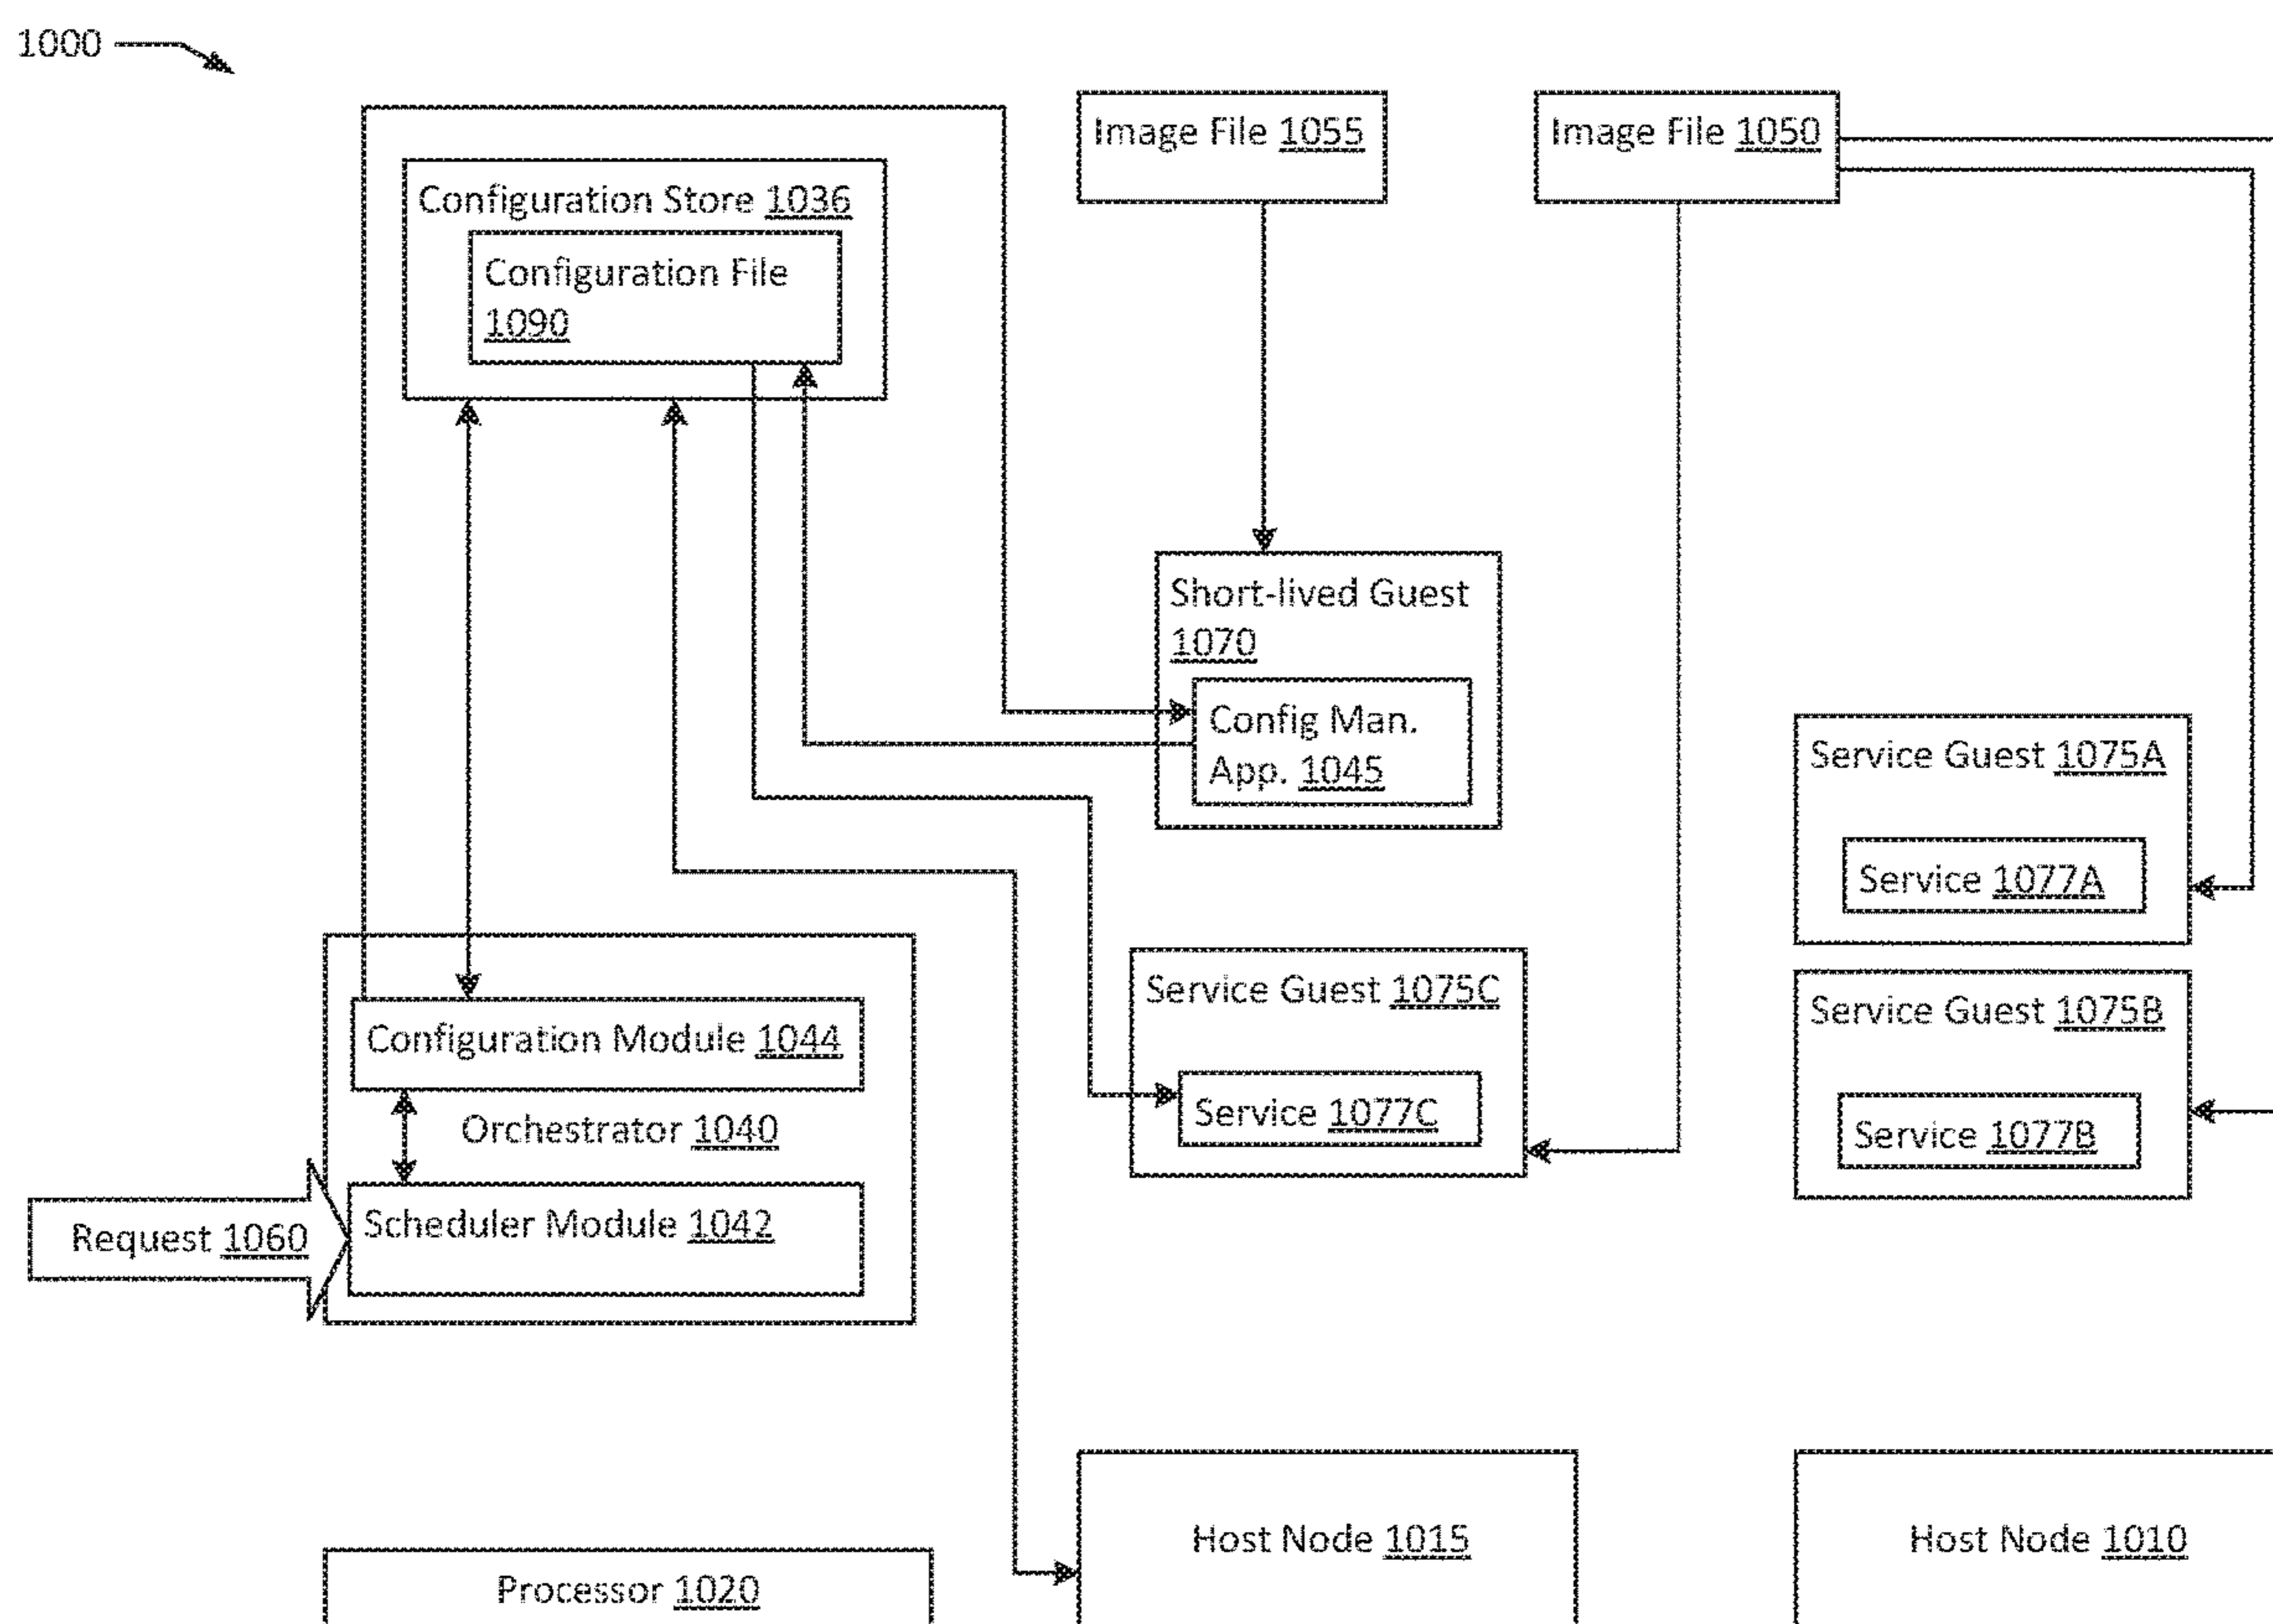 1000
Image File 1055
Image File 1050
Configuration Store 1036
Configuration File
1090
Short-lived Guest
1070
Config Man.
App. 1045
Service Guest 1075A
Service 1077A
Service Guest 1075C
Service 1077C
Service Guest 1075B
Service 1077B
Configuration Module 1044
Orchestrator 1040
Scheduler Module 1042
Request 1060
Host Node 1015
Host Node 1010
Processor 1020